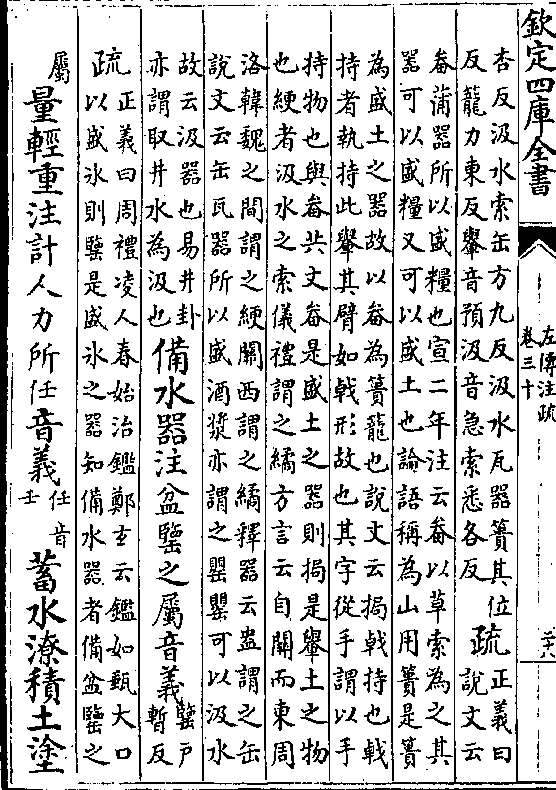 欽定四庫全書
左傳注疏
卷三十
二十八
杏反汲水索缶方九反汲水瓦器簣其位
反籠力東反轝音預汲音急索悉各反
疏
正義曰
說文云
畚蒲器所以盛糧也宣二年注云畚以草索為之其
器可以盛糧又可以盛土也論語稱為山用簣是簣
為盛土之器故以畚為簣籠也說文云挶戟持也戟
持者執持此轝其臂如戟形故也其字從手謂以手
持物也與畚共文畚是盛土之器則挶是轝土之物
也綆者汲水之索儀禮謂之繘方言云自關而東周
洛韓魏之間謂之綆關西謂之繘釋器云盎謂之缶
說文云缶瓦器所以盛酒漿亦謂之罌罌可以汲水
故云汲器也易井卦
亦謂取井水為汲也
備水器注盆鑒之屬音義
鑒戸
暫反
疏
正義曰周禮凌人春始治鑑鄭玄云鑑如甀大口
以盛氷則鑒是盛氷之器知備水器者備盆鑒之
屬
量輕重注計人力所任音義
任音
壬
蓄水潦積土塗